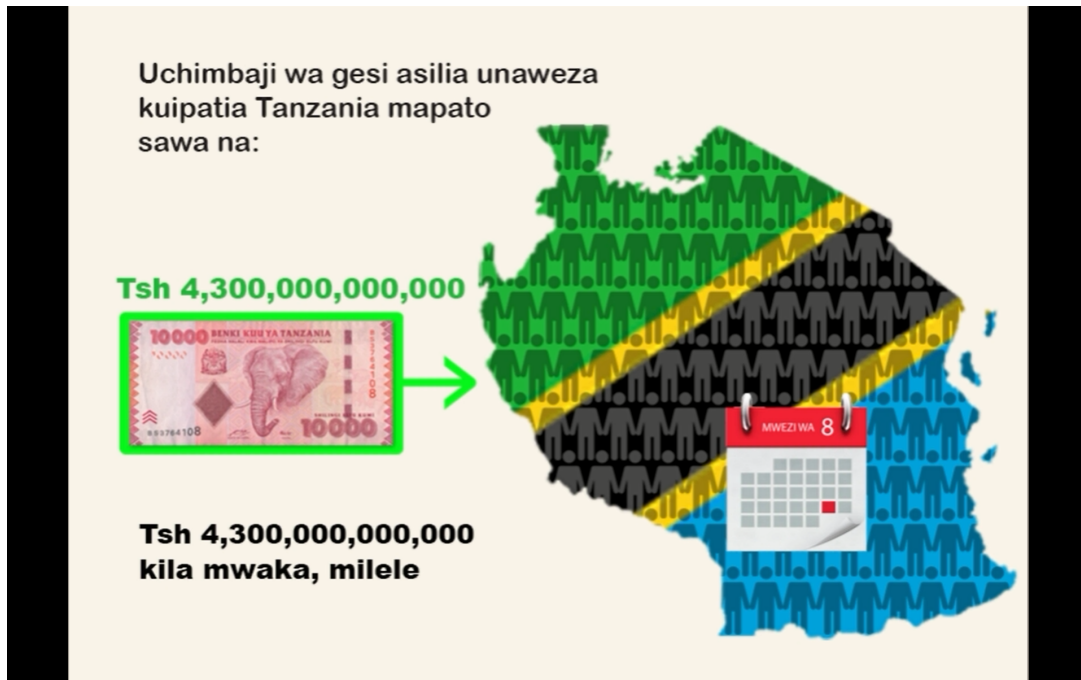 Uchimbaji wa gesi asilia unaweza
kuipatia Tanzania mapato
sawa na:
Tsh 4,300,000,000,000
10000 BENKI KUU YA TANZANIA
10000
Tsh 4,300,000,000,000
kila mwaka, milele
MWEZI WA 8